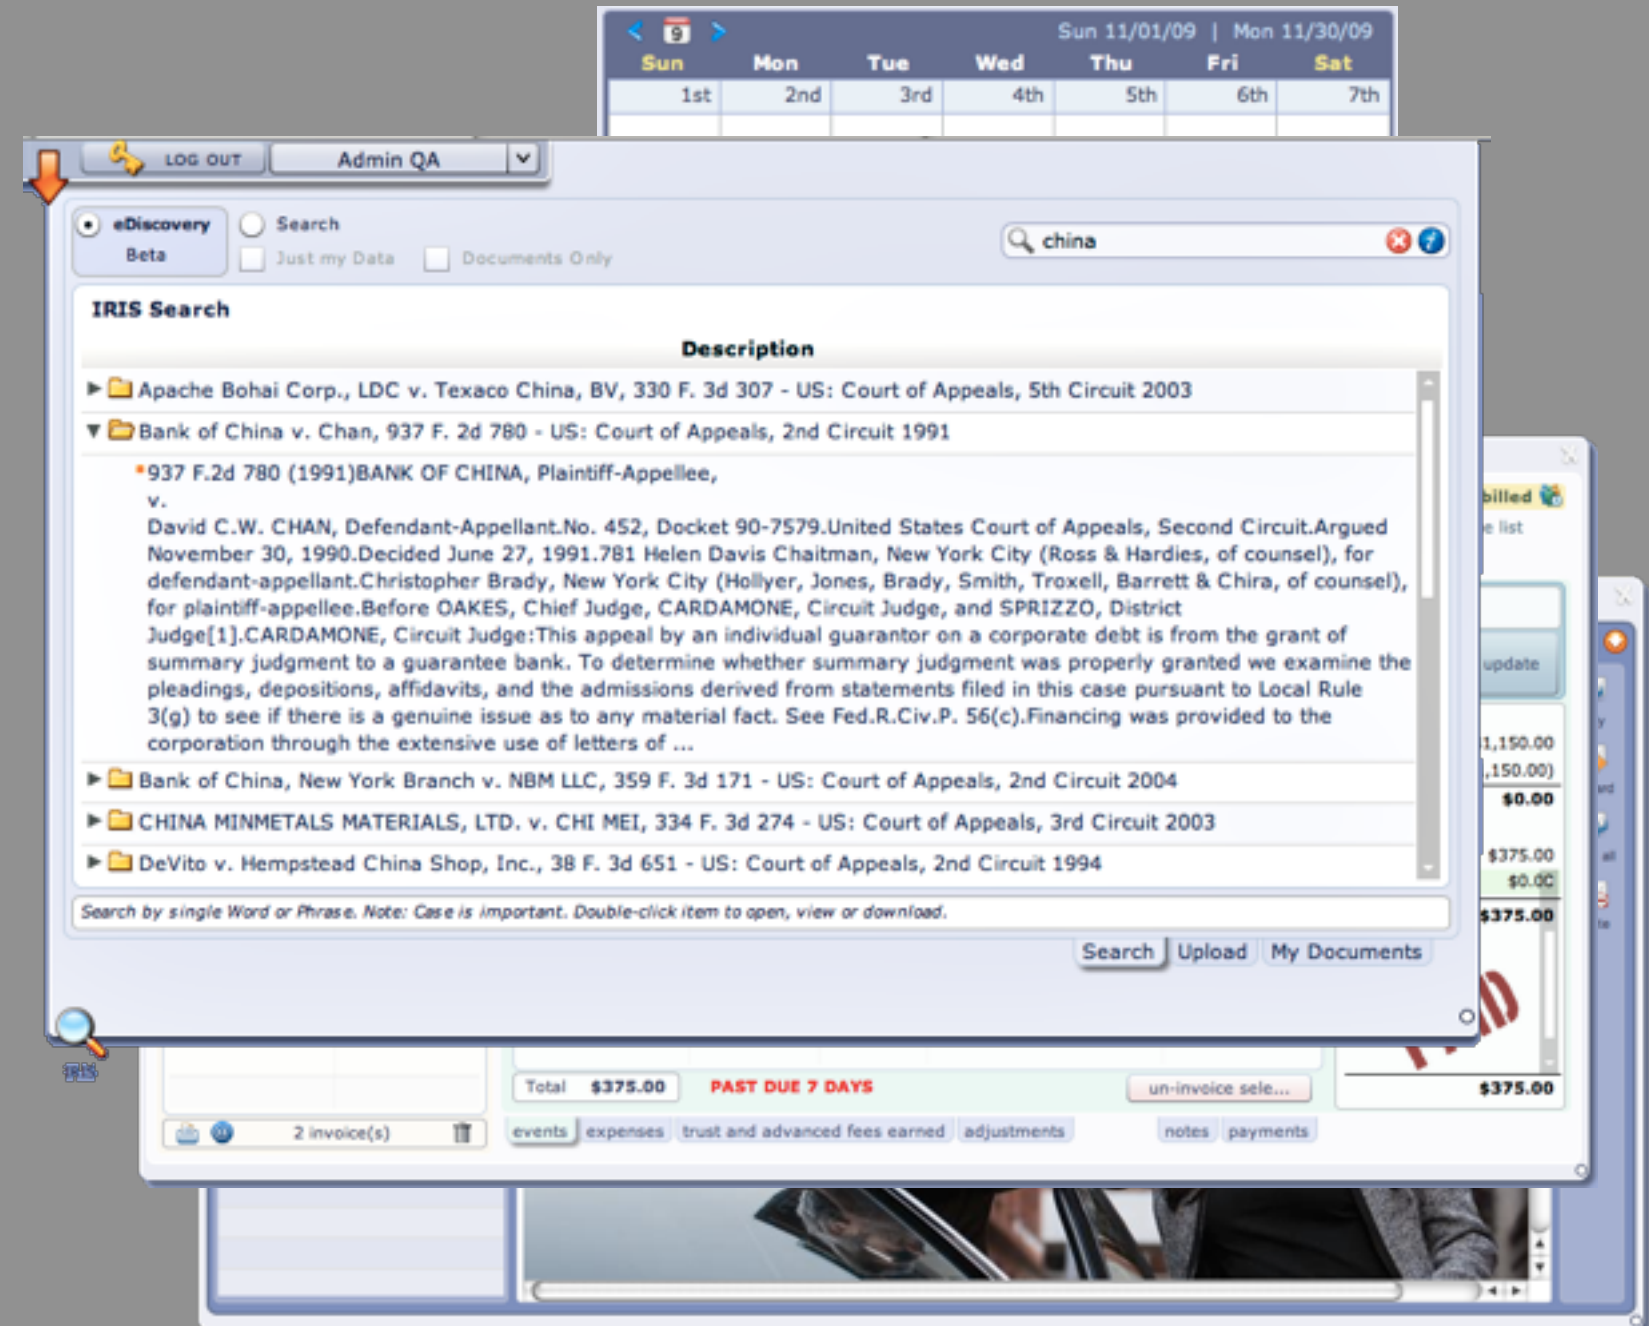 Sun 11/01/09 | Mon 11/30/09
9
Sun Mon Tue Wed Thu Fri Sat
1st 2nd 3rd 4th 5th 6th 7th
LOG OUT Admin QA
eDiscovery
Beta
Search
Just my Data Documents Only
china
IRIS Search
Description
Apache Bohai Corp., LDC v. Texaco China, BV, 330 F. 3d 307 - US: Court of Appeals, 5th Circuit 2003
Bank of China v. Chan, 937 F. 2d 780 - US: Court of Appeals, 2nd Circuit 1991
937 F.2d 780 (1991)BANK OF CHINA, Plaintiff-Appellee,
v.
David C.W. CHAN, Defendant-Appellant.No. 452, Docket 90-7579.United States Court of Appeals, Second Circuit.Argued
November 30, 1990.Decided June 27, 1991.781 Helen Davis Chaitman, New York City (Ross & Hardies, of counsel), for
defendant-appellant.Christopher Brady, New York City (Hollyer, Jones, Brady, Smith, Troxell, Barrett & Chira, of counsel),
for plaintiff-appellee.Before OAKES, Chief Judge, CARDAMONE, Circuit Judge, and SPRIZZO, District
Judge[1].CARDAMONE, Circuit Judge:This appeal by an individual guarantor on a corporate debt is from the grant of
summary judgment to a guarantee bank. To determine whether summary judgment was properly granted we examine the
pleadings, depositions, affidavits, and the admissions derived from statements filed in this case pursuant to Local Rule
3(g) to see if there is a genuine issue as to any material fact. See Fed.R.Civ.P. 56(c).Financing was provided to the
corporation through the extensive use of letters of ...
Bank of China, New York Branch v. NBM LLC, 359 F. 3d 171 - US: Court of Appeals, 2nd Circuit 2004
CHINA MINMETALS MATERIALS, LTD. v. CHI MEI, 334 F. 3d 274 - US: Court of Appeals, 3rd Circuit 2003
DeVito v. Hempstead China Shop, Inc., 38 F. 3d 651 - US: Court of Appeals, 2nd Circuit 1994
Search by single Word or Phrase. Note: Case is important. Double-click item to open, view or download.
Search Upload My Documents
IRIS
billed
e list
update
1,150.00
,150.00)
$0.00
$375.00
$0.00
$375.00
$375.00
Total $375.00 PAST DUE 7 DAYS un-invoice sele...
2 invoice(s)
events expenses trust and advanced fees earned adjustments notes payments